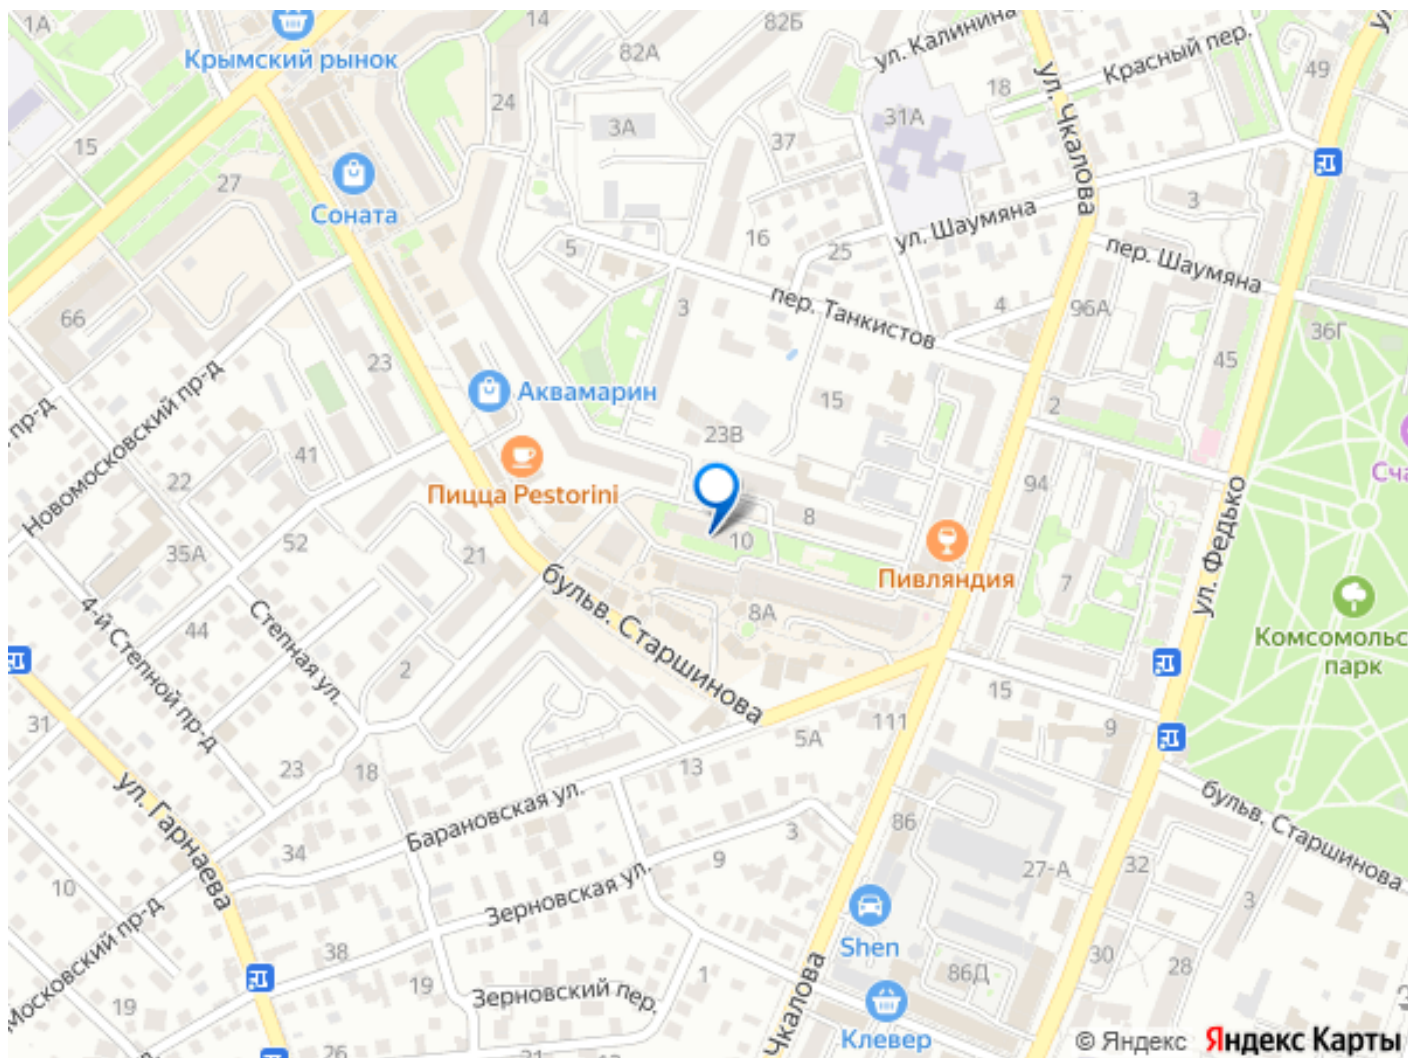 1А
14
82Б
82А
ул. Калинина
Красный пер.
49
Крымский рынок
24
18
ул. Чкалова
3А
37
31А
15
27
Соната
3
ул. Шаумяна
16
25
5
пер. Шаумяна
пер. Танкистов
3
4
96А
66
36Г
23
45
Аквамарин
15
2
Новомосковский пр-д
пр-д
23В
41
22
Пицца Pestorini
94
8
52
35А
21
10
ул. Федько
Пивляндия
7
бульв. Старшинова
8А
4-й Степной пр-д
44
Степная ул.
Комсомольс
парк
2
15
31
111
9
5А
23
18
13
ул. Гарнаева
Барановская ул.
бульв. Старшинова
86
3
34
9
27-А
32
10
Зерновская ул.
3
Московский пр-д
38
Shen
30
28
86Д
1
19
19
Зерновский пер.
Чкалова
Клевер
26
12
31
© Яндекс
Яндекс Карты